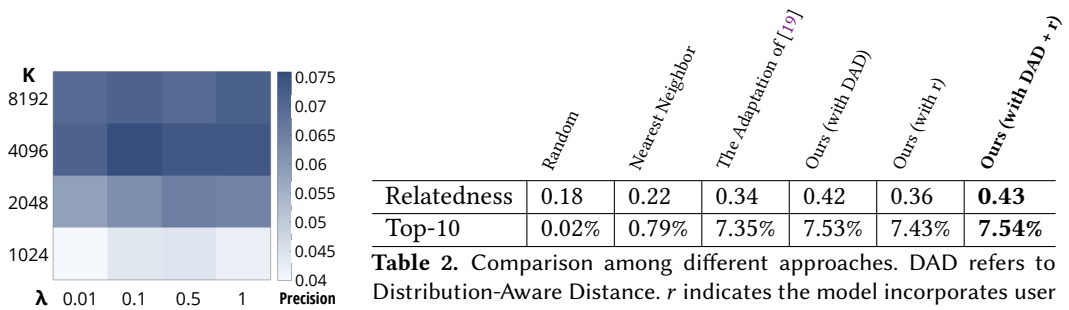 K
8192
4096
2048
1024
λ 0.01 0.1 0.5 1
0.075
0.07
0.065
0.06
0.055
0.05
0.045
0.04
Precision
Random
Nearest Neighbor
The Adaptation of [19]
Ours (with DAD)
Ours (with r)
Ours (with DAD + r)
Relatedness 0.18 0.22 0.34 0.42 0.36 0.43
Top-10 0.02% 0.79% 7.35% 7.53% 7.43% 7.54%
Table 2. Comparison among different approaches. DAD refers to
Distribution-Aware Distance. r indicates the model incorporates user